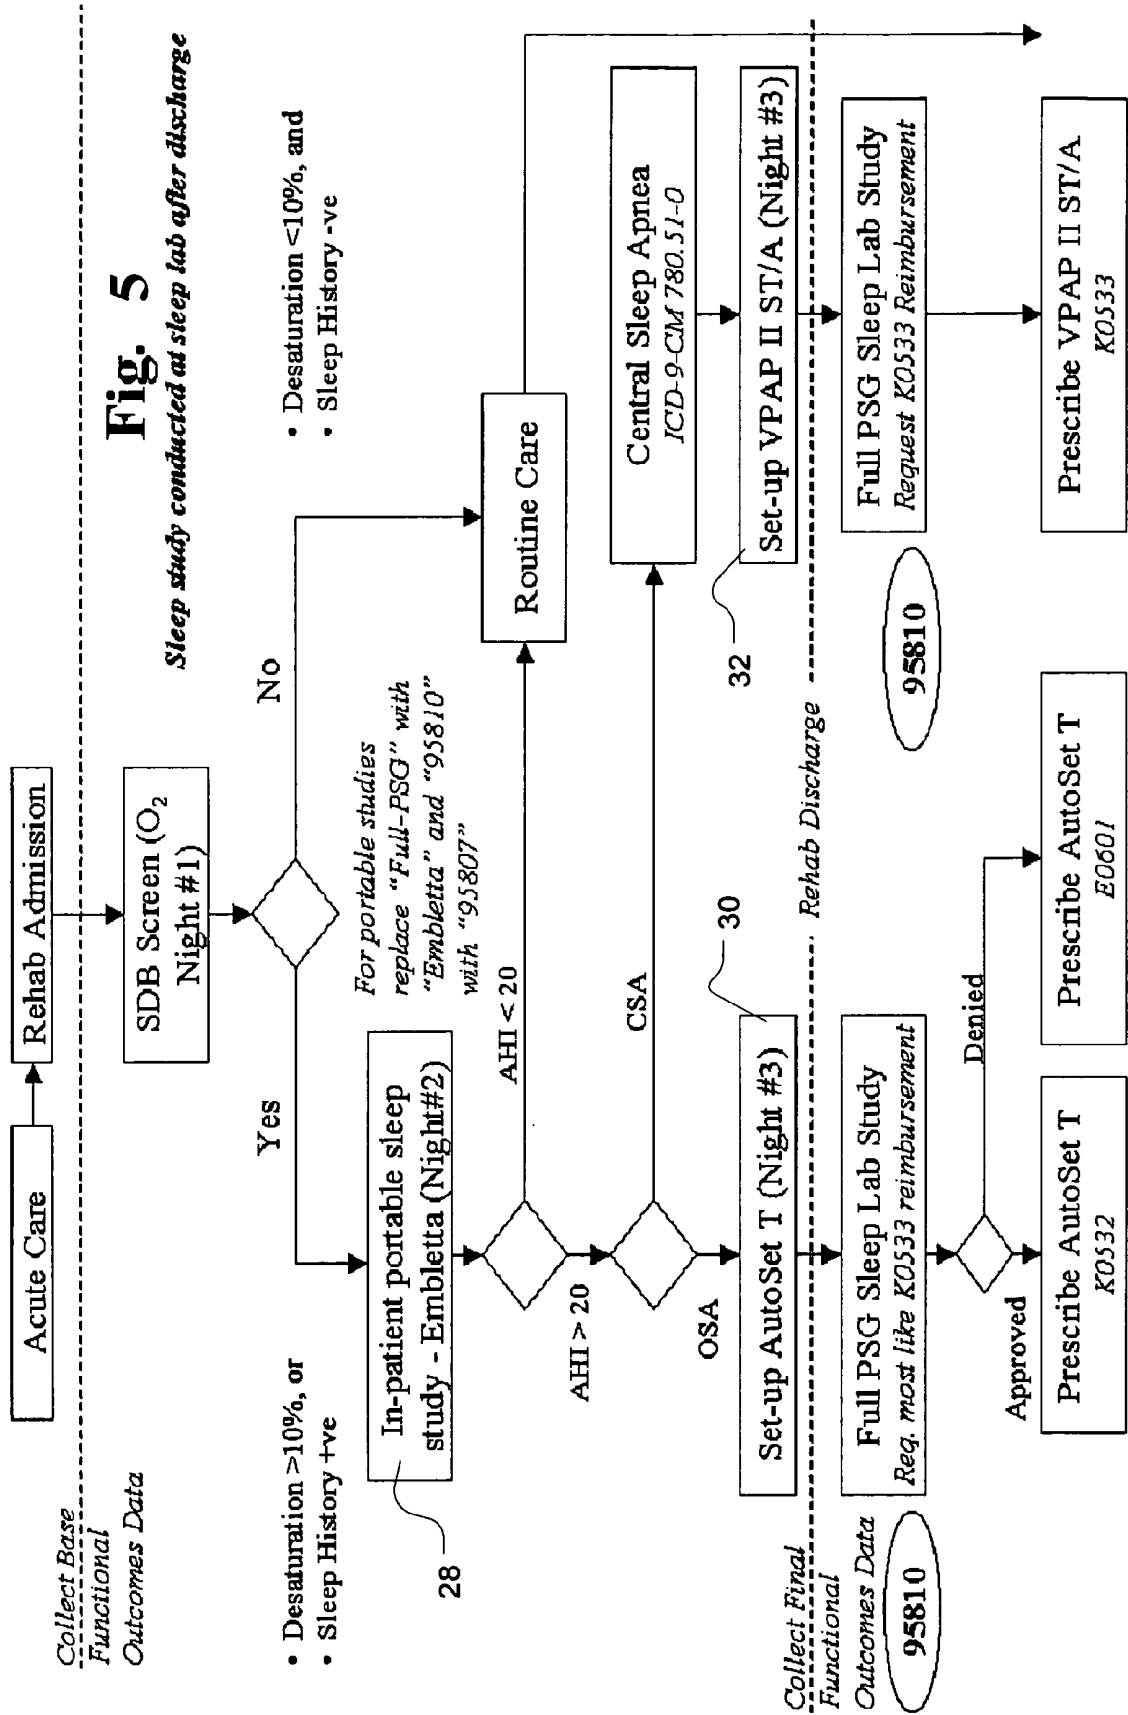 Fig. 5
Sleep study conducted at sleep lab after discharge
Acute Care
Rehab Admission
Collect Base
Functional
Outcomes Data
SDB Screen (O2
Night #1)
Yes
No
• Desaturation >10%, or
• Sleep History +ve
• Desaturation <10%, and
• Sleep History -ve
For portable studies
replace "Full-PSG" with
"Embletta" and "95810"
with "95807"
In-patient portable sleep
study - Embletta (Night#2)
28
Routine Care
AHI < 20
AHI > 20
CSA
OSA
Central Sleep Apnea
ICD-9-CM 780.51-0
Set-up AutoSet T (Night #3)
30
Set-up VPAP II ST/A (Night #3)
32
Rehab Discharge
Collect Final
Functional
Outcomes Data
95810
Full PSG Sleep Lab Study
Req. most like K0533 reimbursement
95810
Full PSG Sleep Lab Study
Request K0533 Reimbursement
Approved
Denied
Prescribe AutoSet T
K0532
Prescribe AutoSet T
E0601
Prescribe VPAP II ST/A
K0533